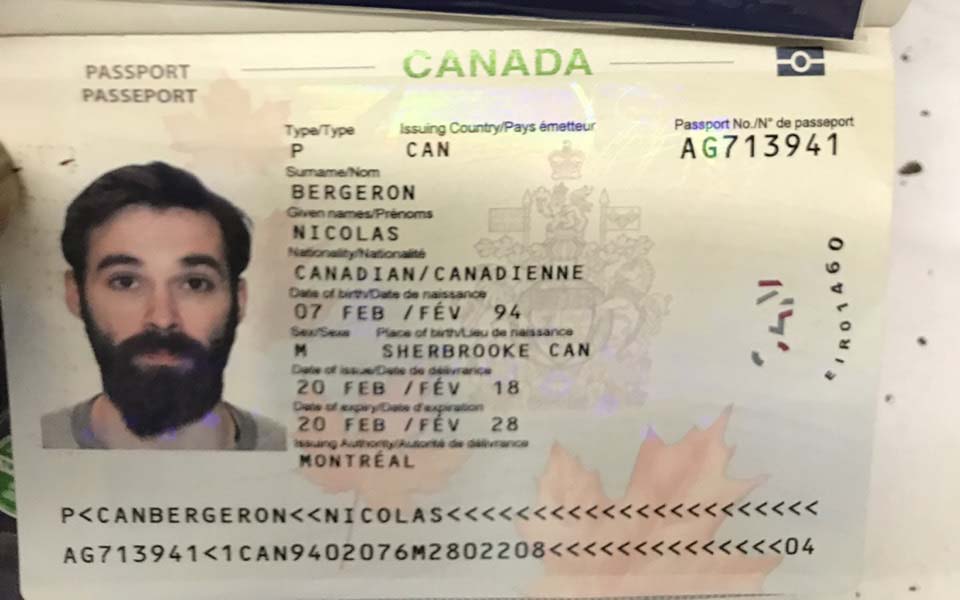 PASSPORT
PASSEPORT
CANADA
Type/Type
Issuing Country/Pays émetteur
Passport No./N° de passeport
P
CAN
AG713941
Surname/Nom
BERGERON
Given names/Prénoms
NICOLAS
Nationality/Nationalité
CANADIAN/CANADIENNE
Date of birth/Date de naissance
07 FEB /FÉV 94
Sex/Sexe
Place of birth/Lieu de naissance
M
SHERBROOKE CAN
Date of issue/Date de délivrance
20 FEB /FÉV 18
Date of expiry/Date d'expiration
20 FEB /FÉV 28
Issuing Authority/Autorité de délivrance
MONTRÉAL
P<CANBERGERON<<NICOLAS<<<<<<<<<<<<<<<<<<<<<<
AG713941<1CAN9402076M2802208<<<<<<<<<<<<<<04